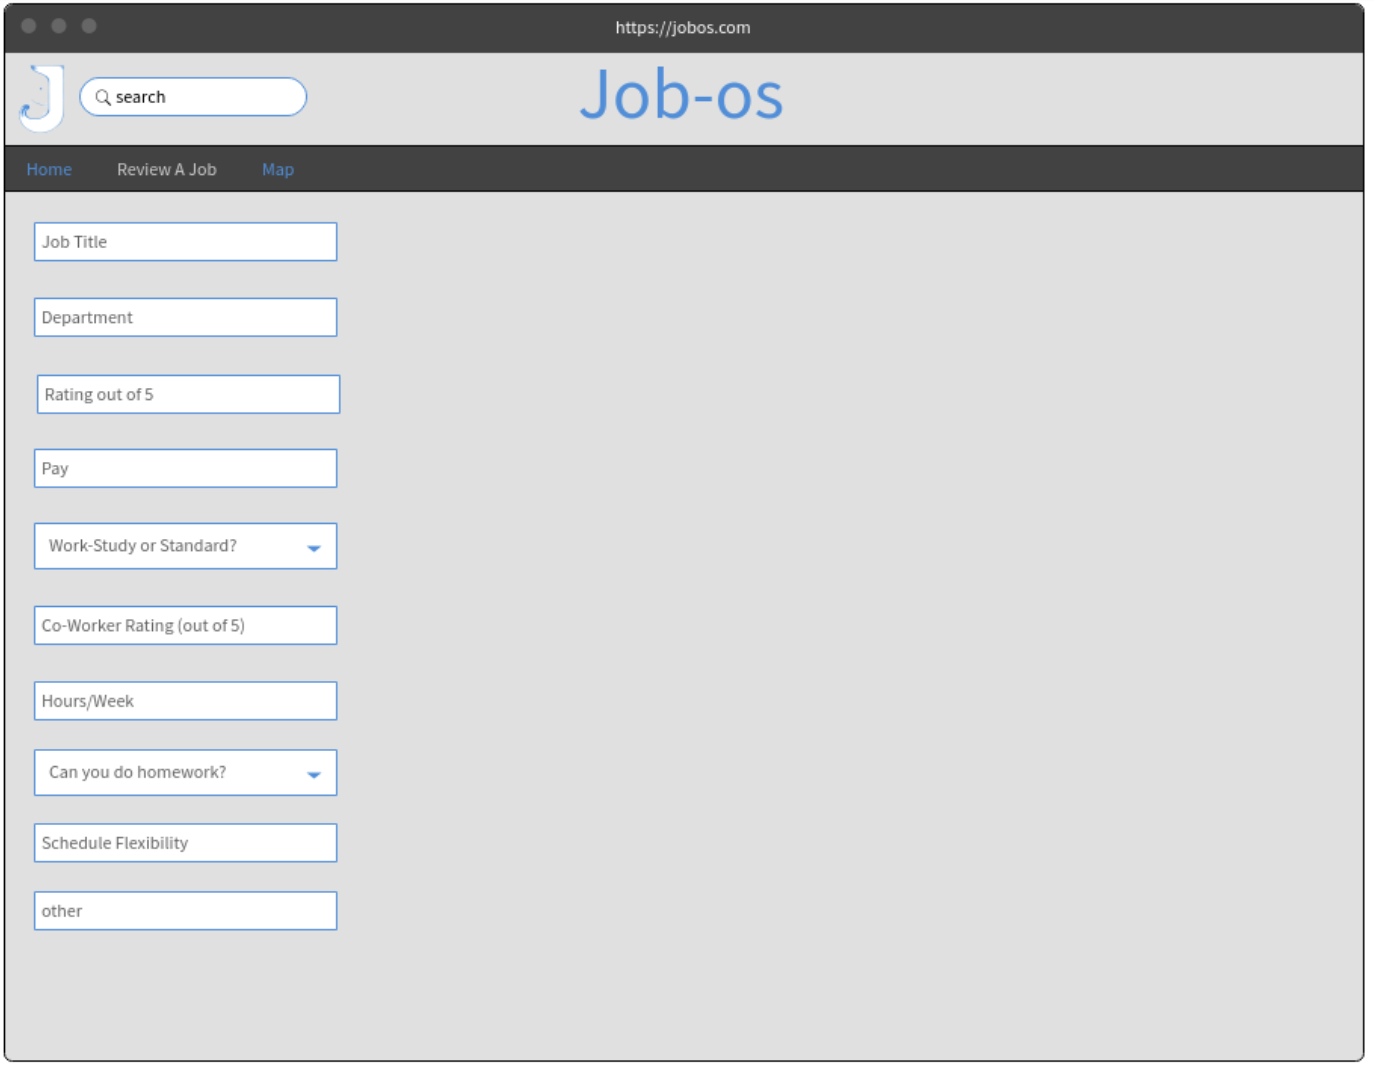 https://jobos.com
J
search
Job-os
Home Review A Job Map
Job Title
Department
Rating out of 5
Pay
Work-Study or Standard?
Co-Worker Rating (out of 5)
Hours/Week
Can you do homework?
Schedule Flexibility
other